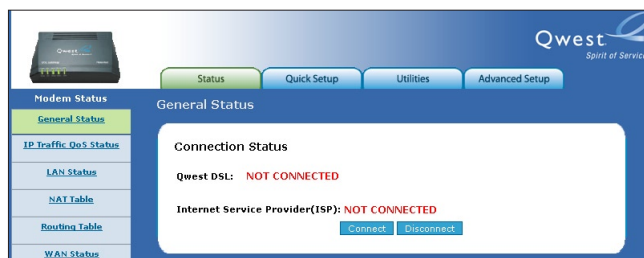 Qwest
Qwest
Spirit of Service
Status
Quick Setup
Utilities
Advanced Setup
Modem Status
General Status
General Status
IP Traffic QoS Status
LAN Status
NAT Table
Routing Table
WAN Status
Connection Status
Qwest DSL: NOT CONNECTED
Internet Service Provider(ISP): NOT CONNECTED
Connect
Disconnect